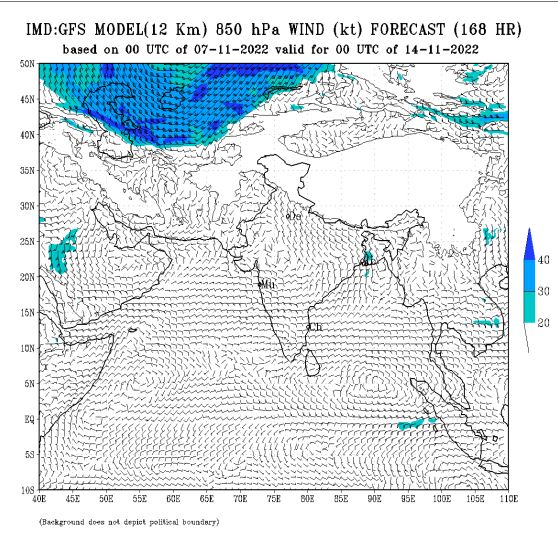 IMD:GFS MODEL(12 Km) 850 hPa WIND (kt) FORECAST (168 HR)
based on 00 UTC of 07-11-2022 valid for 00 UTC of 14-11-2022
50N
45N
40N
35N
30N
25N
20N
15N
10N
5N
EQ
5S
10S
40E 45E 50E 55E 60E 65E 70E 75E 80E 85E 90E 95E 100E 105E 110E
Mu
Ch
40
30
20
(Background does not depict political boundary)